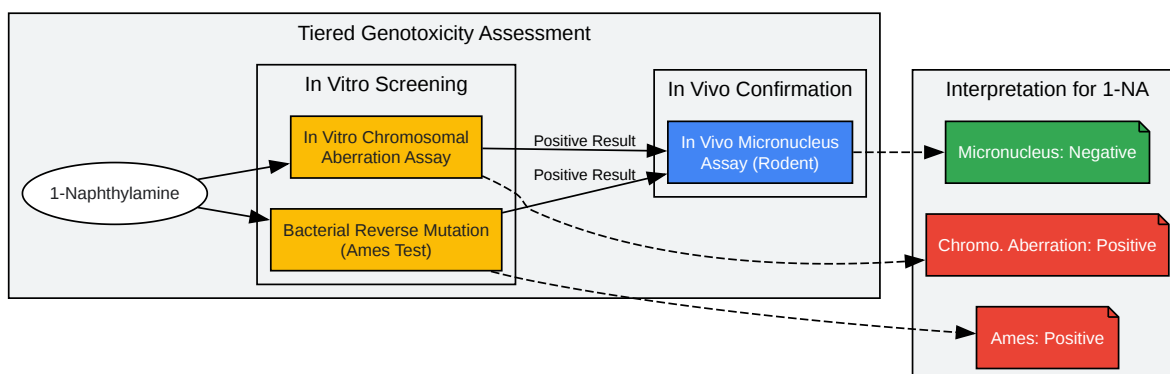 Tiered Genotoxicity Assessment
In Vitro Screening
In Vivo Confirmation
Interpretation for 1-NA
1-Naphthylamine
In Vitro Chromosomal
Aberration Assay
Bacterial Reverse Mutation
(Ames Test)
Positive Result
Positive Result
In Vivo Micronucleus
Assay (Rodent)
Micronucleus: Negative
Chromo. Aberration: Positive
Ames: Positive